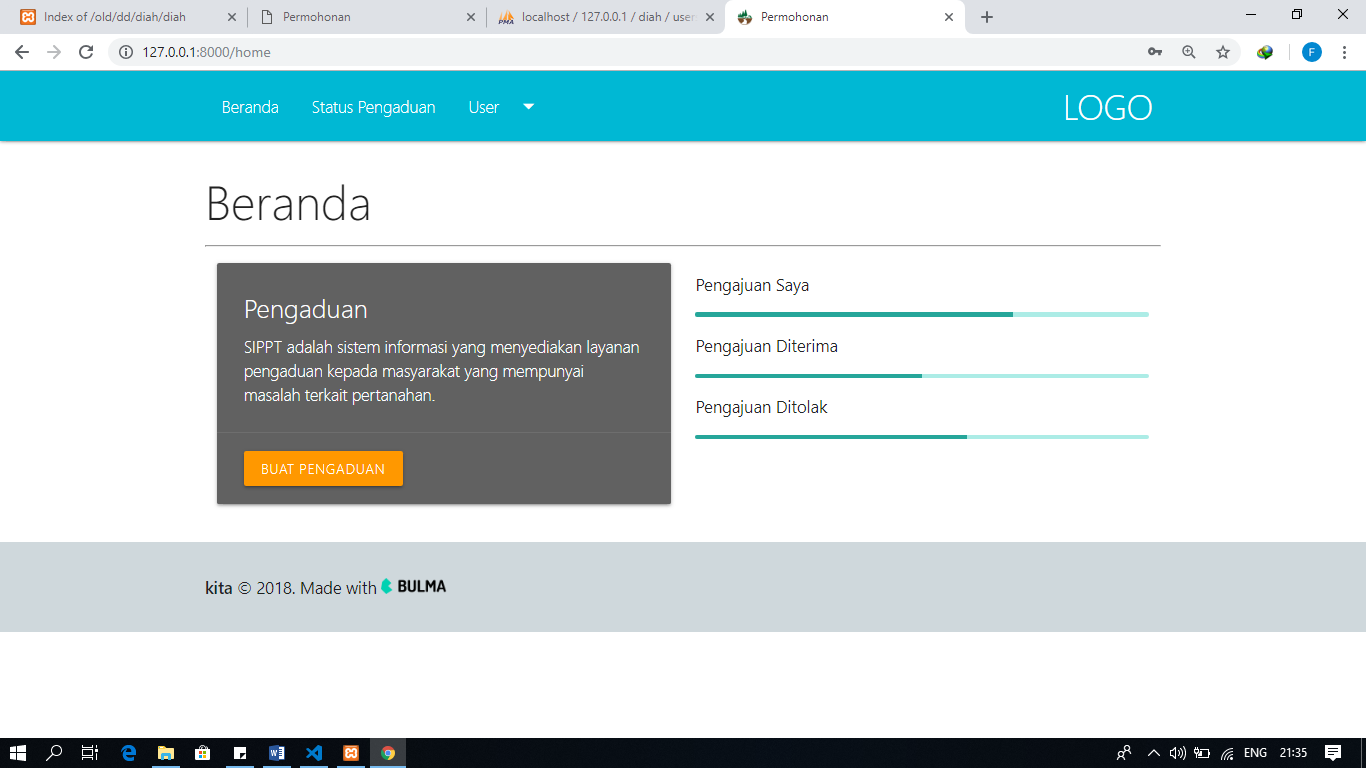 Index of /old/dd/diah/diah
Permohonan
localhost / 127.0.0.1 / diah / user
Permohonan
127.0.0.1:8000/home
F
Beranda
Status Pengaduan
User
LOGO
Beranda
Pengaduan
SIPPT adalah sistem informasi yang menyediakan layanan
pengaduan kepada masyarakat yang mempunyai
masalah terkait pertanahan.
BUAT PENGADUAN
Pengajuan Saya
Pengajuan Diterima
Pengajuan Ditolak
kita © 2018. Made with BULMA
ENG
21:35